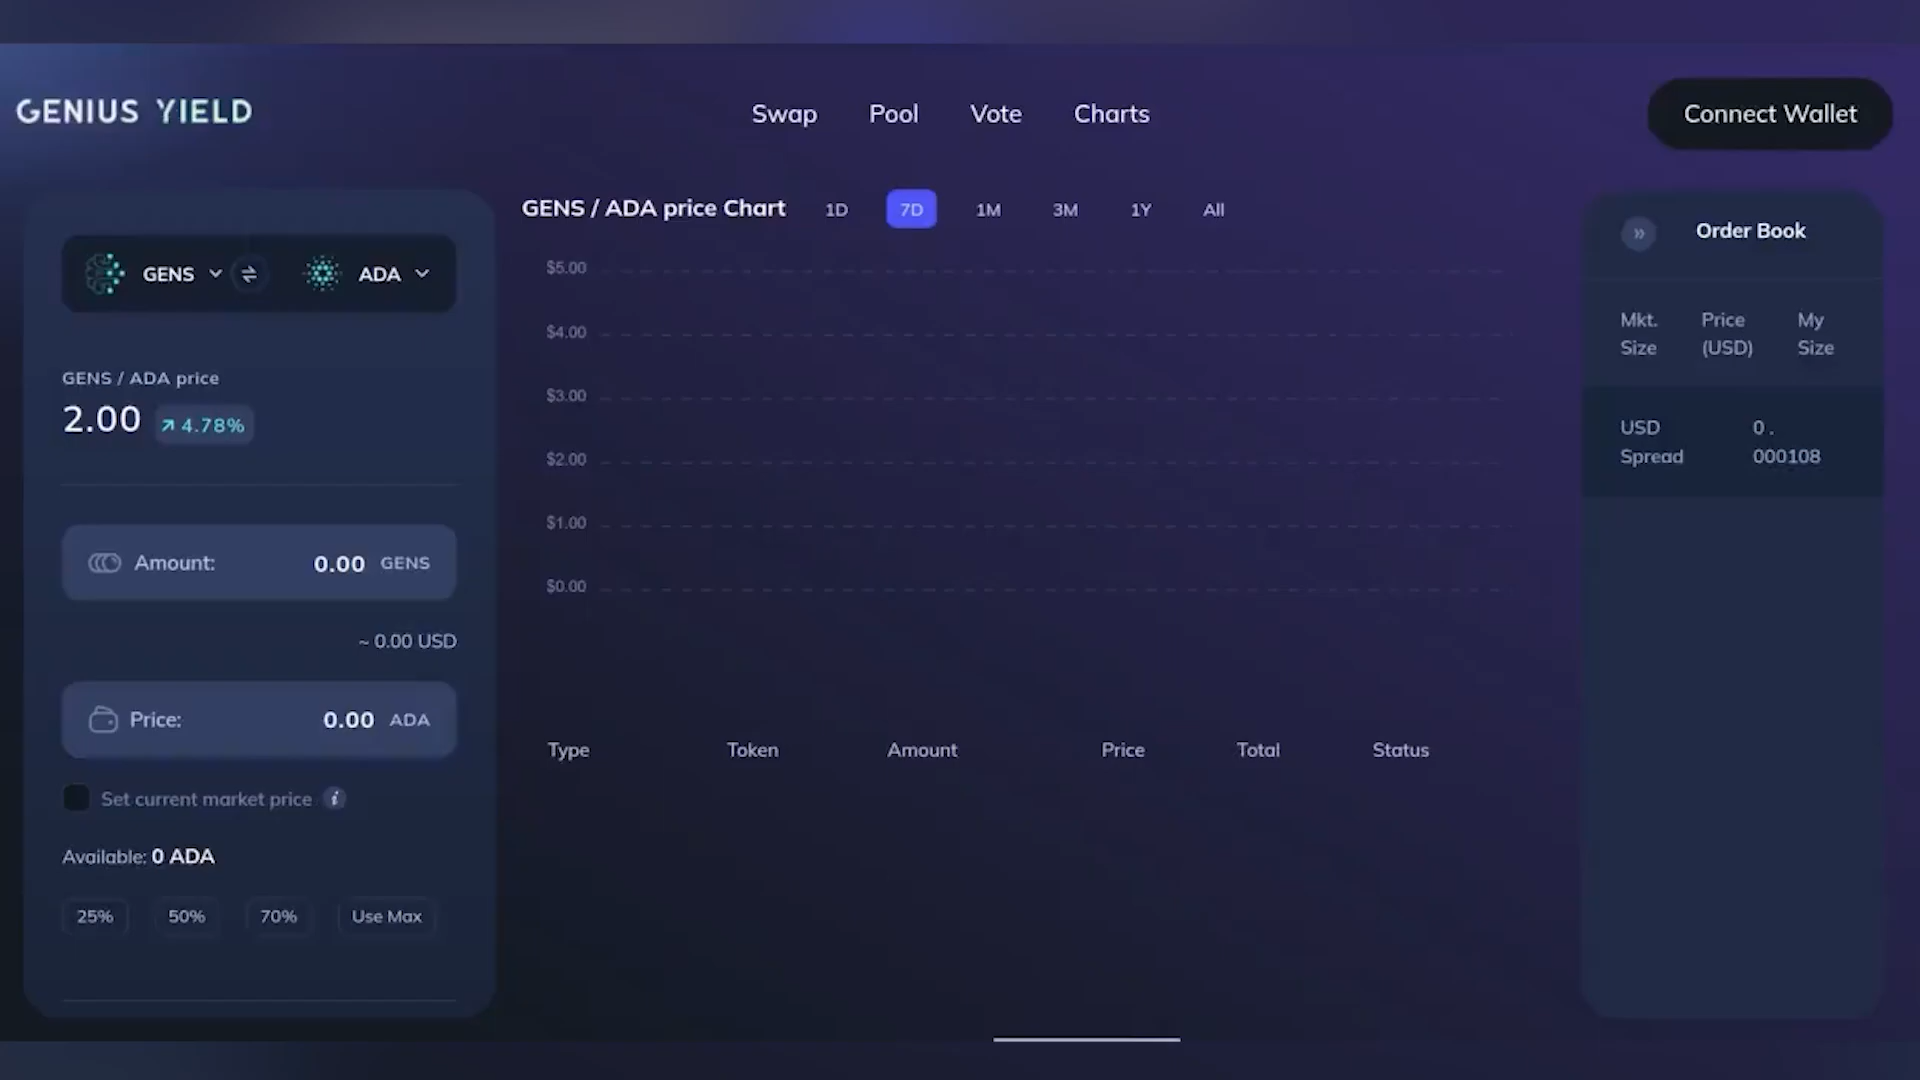 GENIUS YIELD
Swap Pool Vote Charts
Connect Wallet
GENS ADA
GENS / ADA price
2.00 4.78%
Amount: 0.00 GENS
~ 0.00 USD
Price: 0.00 ADA
Set current market price i
Available: 0 ADA
25% 50% 70% Use Max
GENS / ADA price Chart 1D 7D 1M 3M 1Y All
$5.00
$4.00
$3.00
$2.00
$1.00
$0.00
Type Token Amount Price Total Status
» Order Book
Mkt. Price My
Size (USD) Size
USD 0 .
Spread 000108